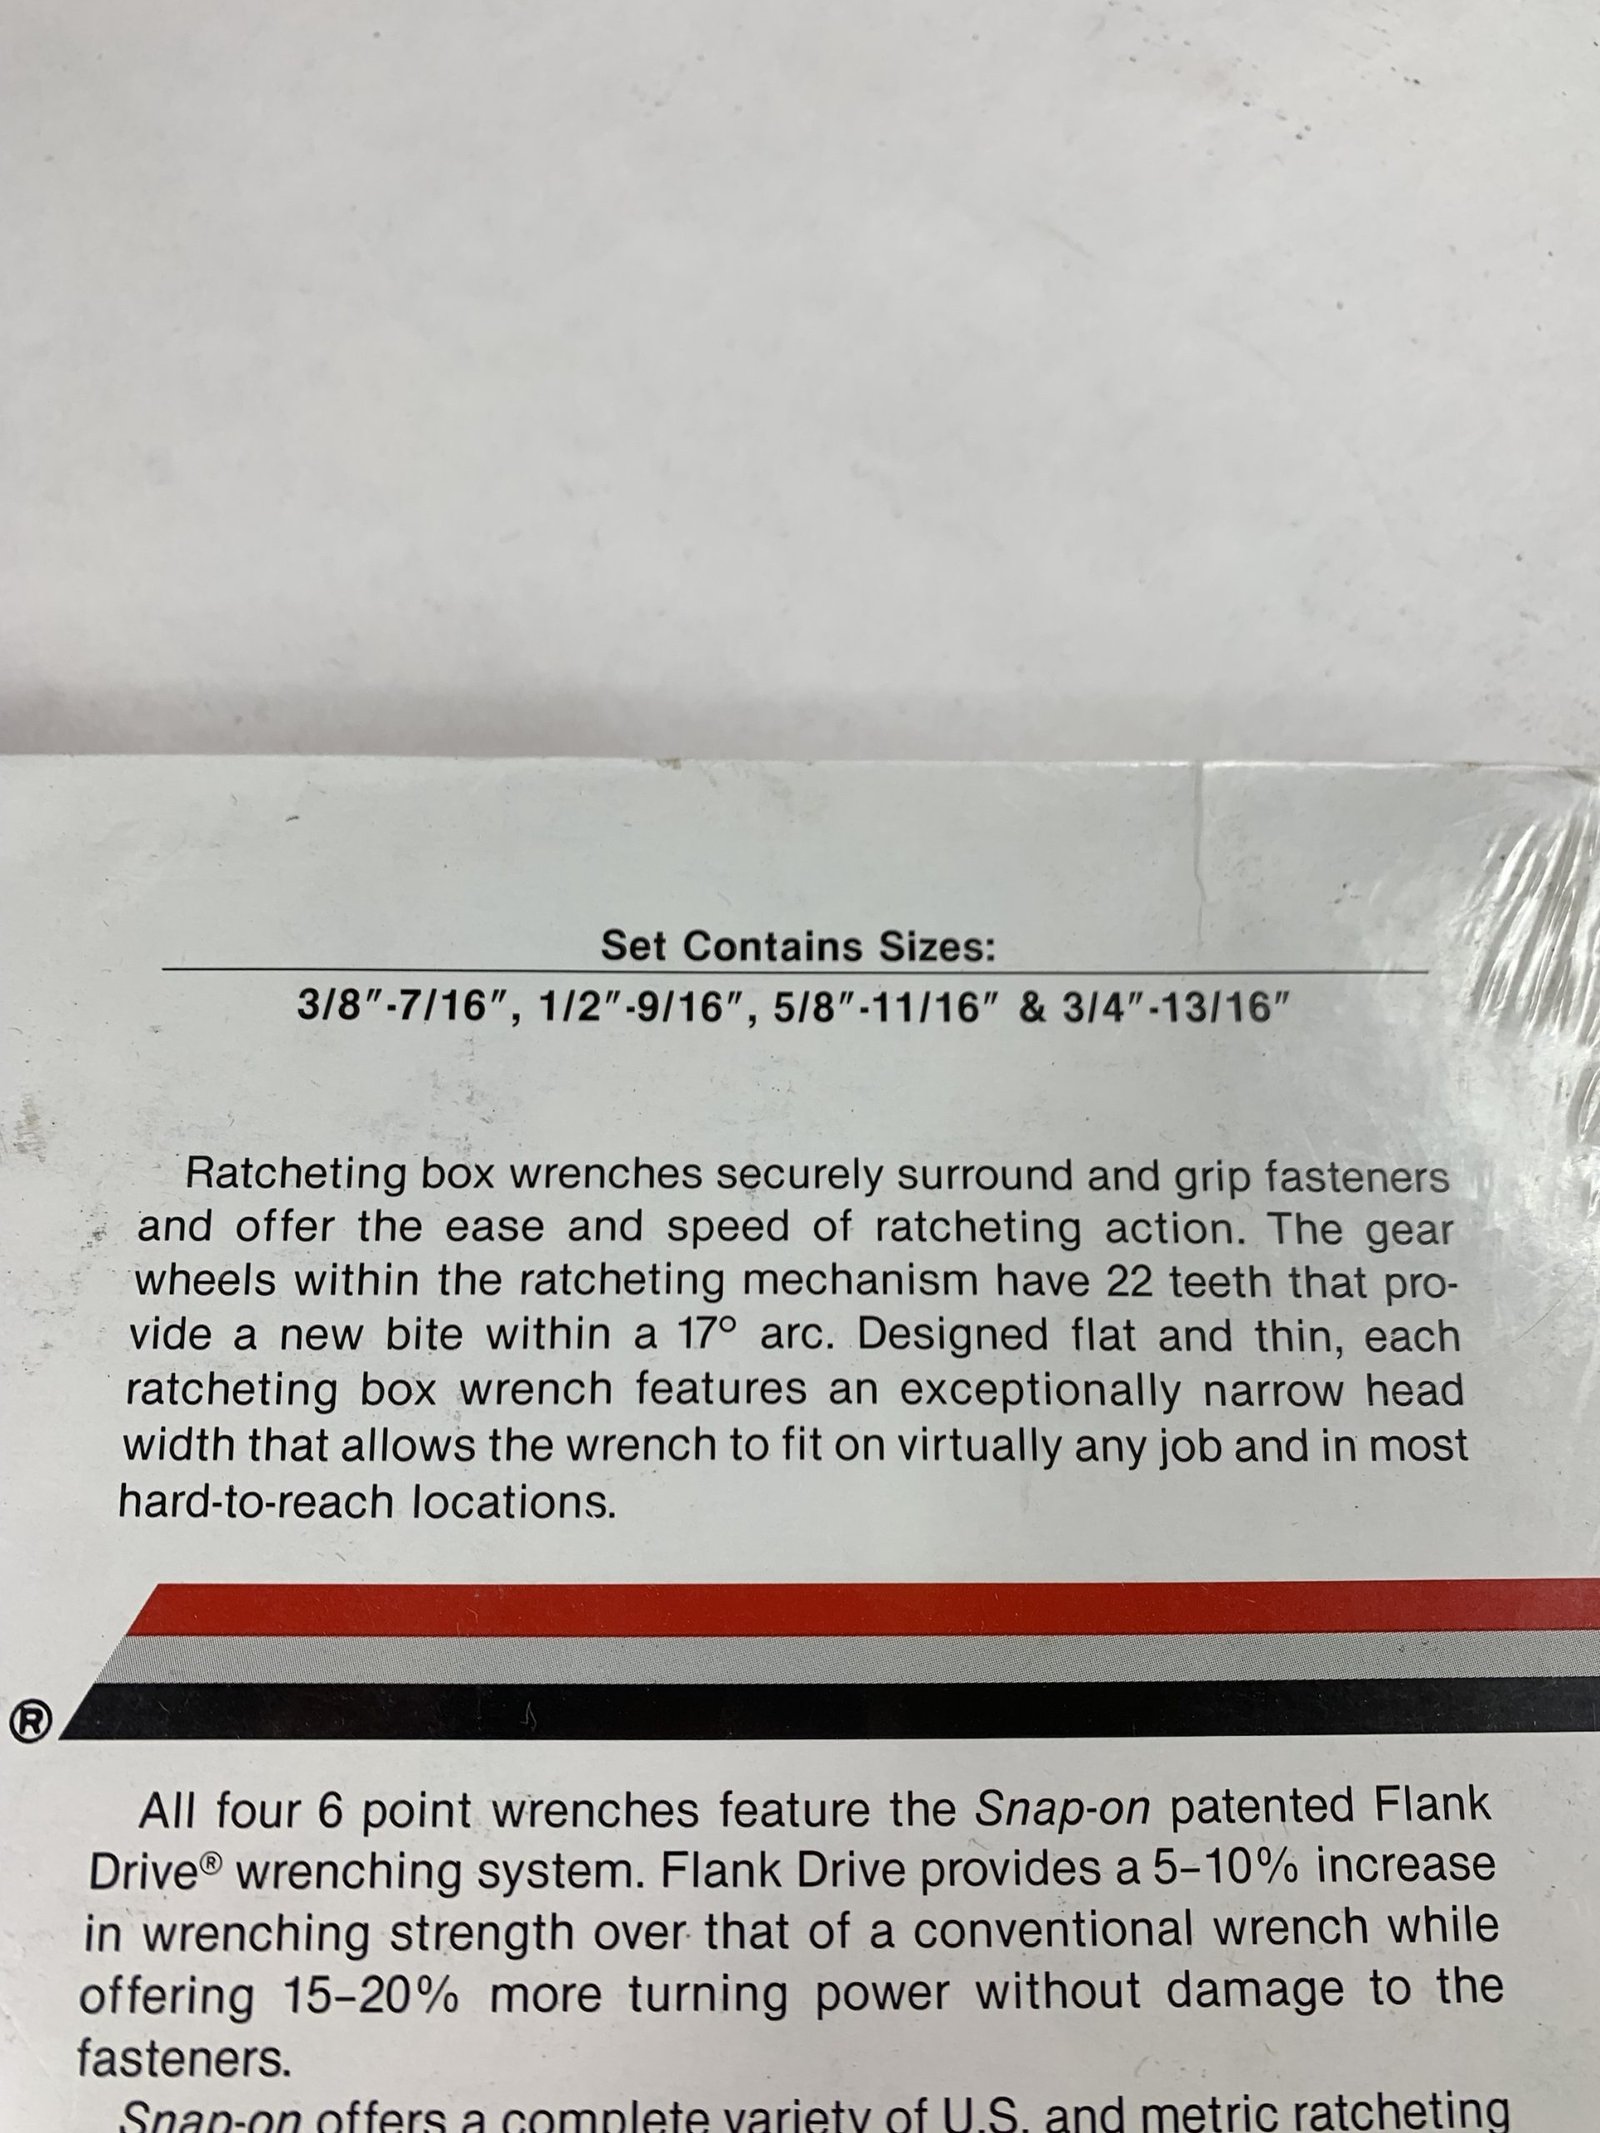 Set Contains Sizes:
3/8″-7/16″, 1/2″-9/16″, 5/8″-11/16″ & 3/4″-13/16″
Ratcheting box wrenches securely surround and grip fasteners
and offer the ease and speed of ratcheting action. The gear
wheels within the ratcheting mechanism have 22 teeth that pro-
vide a new bite within a 17° arc. Designed flat and thin, each
ratcheting box wrench features an exceptionally narrow head
width that allows the wrench to fit on virtually any job and in most
hard-to-reach locations.
®
All four 6 point wrenches feature the Snap-on patented Flank
Drive® wrenching system. Flank Drive provides a 5–10% increase
in wrenching strength over that of a conventional wrench while
offering 15–20% more turning power without damage to the
fasteners.
Snap-on offers a complete variety of U.S. and metric ratcheting